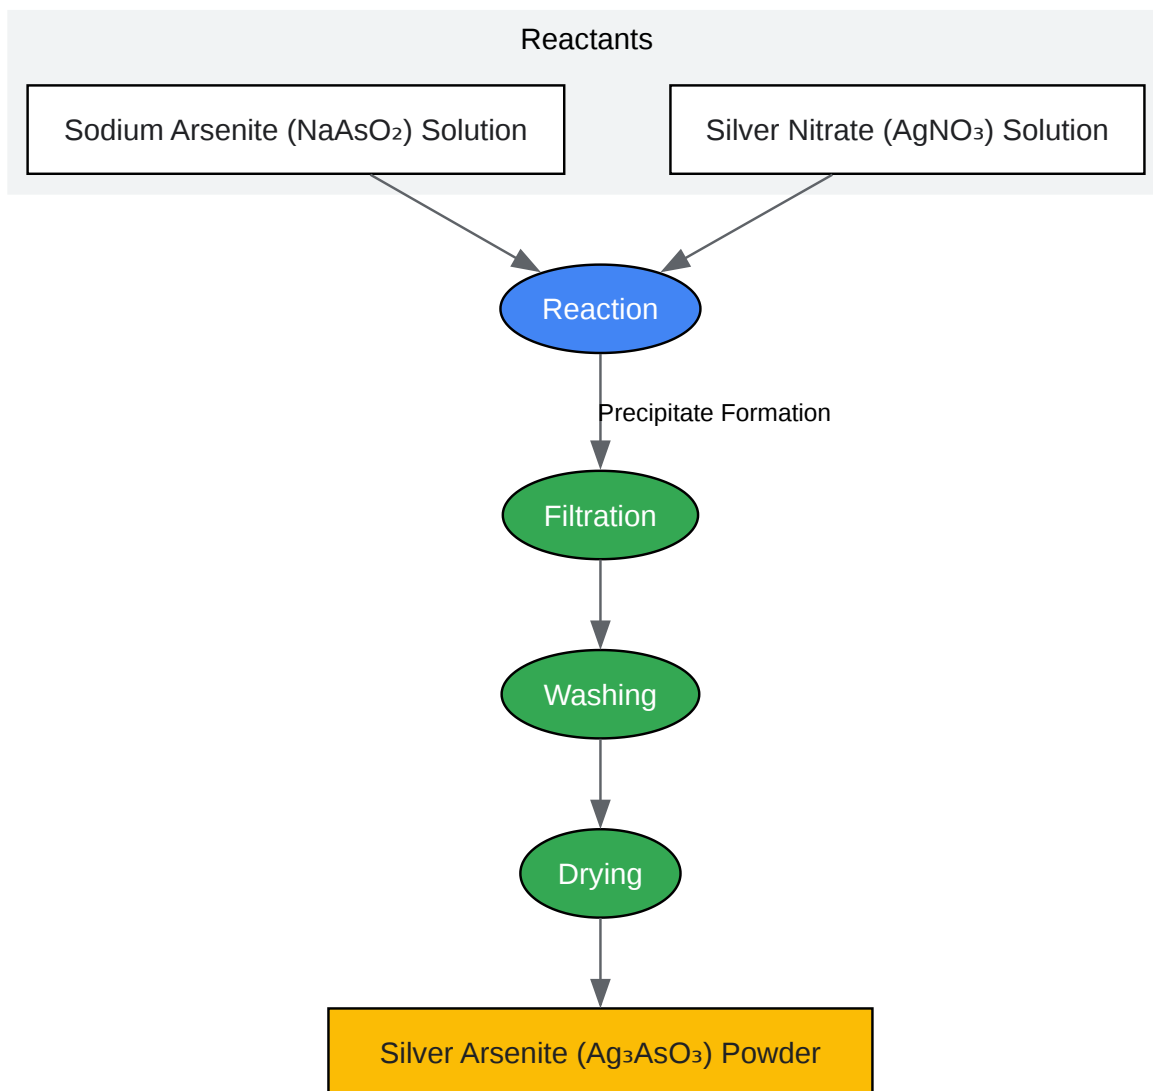 Reactants
Sodium Arsenite (NaAsO₂) Solution
Silver Nitrate (AgNO₃) Solution
Reaction
Precipitate Formation
Filtration
Washing
Drying
Silver Arsenite (Ag₃AsO₃) Powder